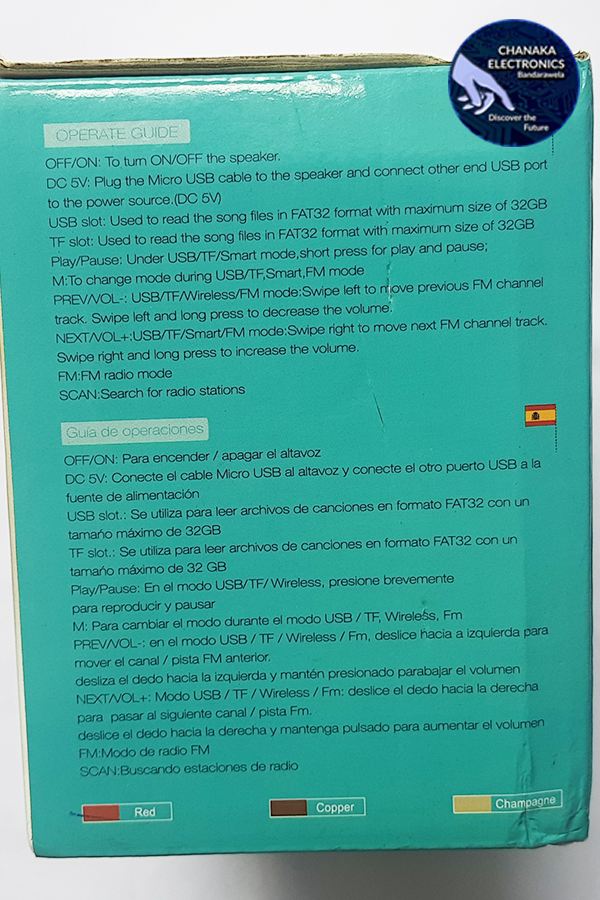 CHANAKA
ELECTRONICS
Bandarawela
Discover the
Future
OPERATE GUIDE
OFF/ON: To turn ON/OFF the speaker.
DC 5V: Plug the Micro USB cable to the speaker and connect other end USB port
to the power source.(DC 5V)
USB slot: Used to read the song files in FAT32 format with maximum size of 32GB
TF slot: Used to read the song files in FAT32 format with maximum size of 32GB
Play/Pause: Under USB/TF/Smart mode,short press for play and pause;
M:To change mode during USB/TF,Smart,FM mode
PREV/VOL-: USB/TF/Wireless/FM mode:Swipe left to move previous FM channel
track. Swipe left and long press to decrease the volume.
NEXT/VOL+:USB/TF/Smart/FM mode:Swipe right to move next FM channel track.
Swipe right and long press to increase the volume.
FM:FM radio mode
SCAN:Search for radio stations
Guía de operaciones
OFF/ON: Para encender / apagar el altavoz
DC 5V: Conecte el cable Micro USB al altavoz y conecte el otro puerto USB a la
fuente de alimentación
USB slot.: Se utiliza para leer archivos de canciones en formato FAT32 con un
tamaño máximo de 32GB
TF slot.: Se utiliza para leer archivos de canciones en formato FAT32 con un
tamaño máximo de 32 GB
Play/Pause: En el modo USB/TF/ Wireless, presione brevemente
para reproducir y pausar
M: Para cambiar el modo durante el modo USB / TF, Wireless, Fm
PREV/VOL-: en el modo USB / TF / Wireless / Fm, deslice hacia a izquierda para
mover el canal / pista FM anterior.
desliza el dedo hacia la izquierda y mantén presionado parabajar el volumen
NEXT/VOL+: Modo USB / TF / Wireless / Fm: deslice el dedo hacia la derecha
para pasar al siguiente canal / pista Fm.
deslice el dedo hacia la derecha y mantenga pulsado para aumentar el volumen
FM:Modo de radio FM
SCAN:Buscando estaciones de radio
Red
Copper
Champagne